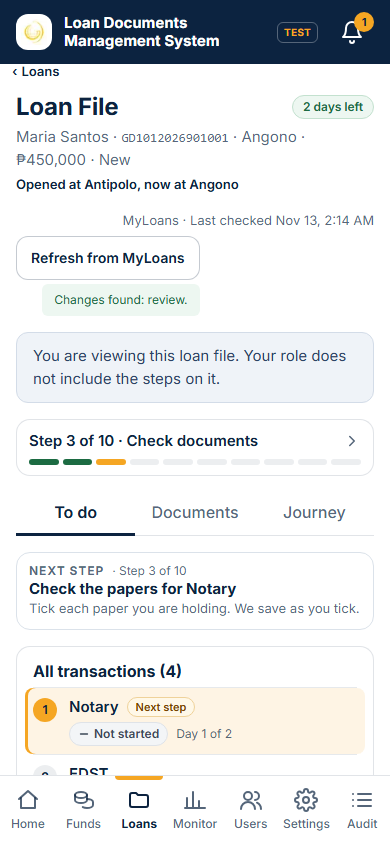 Loan Documents
Management System
TEST
1
‹ Loans
Loan File
2 days left
Maria Santos · GD1012026901001 · Angono ·
₱450,000 · New
Opened at Antipolo, now at Angono
MyLoans · Last checked Nov 13, 2:14 AM
Refresh from MyLoans
Changes found: review.
You are viewing this loan file. Your role does
not include the steps on it.
Step 3 of 10 · Check documents
To do
Documents
Journey
NEXT STEP · Step 3 of 10
Check the papers for Notary
Tick each paper you are holding. We save as you tick.
All transactions (4)
1
Notary
Next step
– Not started
Day 1 of 2
EDST
Home
Funds
Loans
Monitor
Users
Settings
Audit